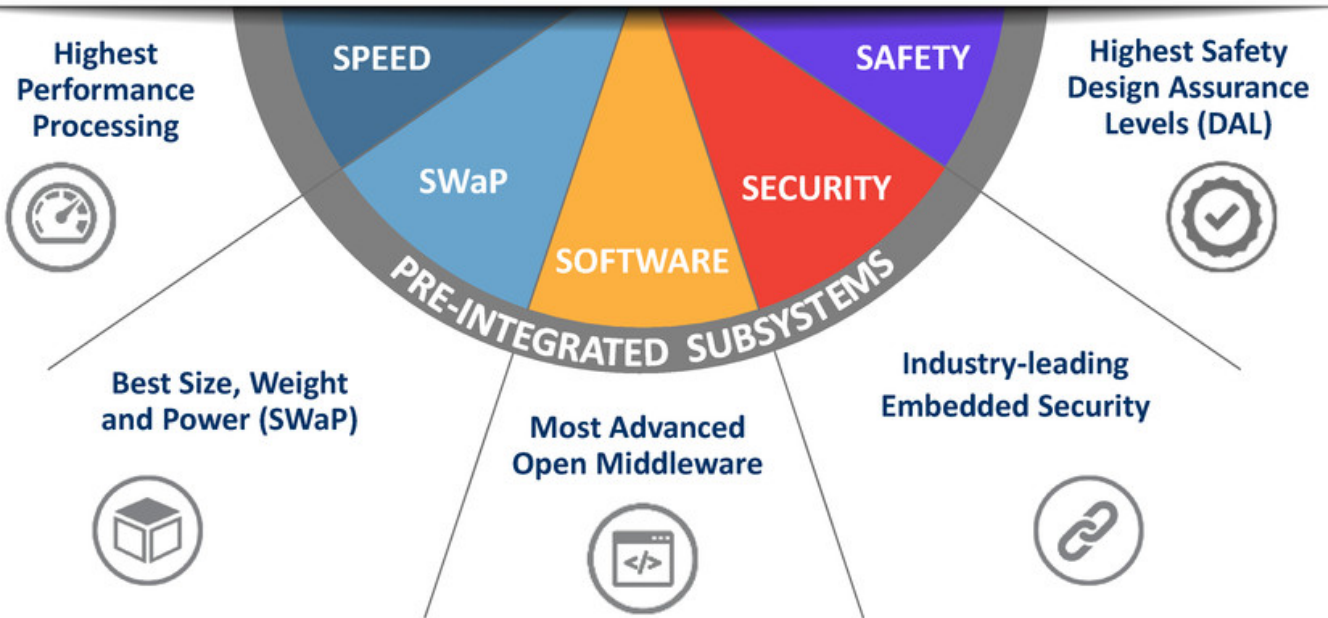 Highest
Performance
Processing
SPEED
SAFETY
Highest Safety
Design Assurance
Levels (DAL)
SWaP
SECURITY
SOFTWARE
PRE-INTEGRATED SUBSYSTEMS
Best Size, Weight
and Power (SWaP)
Most Advanced
Open Middleware
</>
Industry-leading
Embedded Security